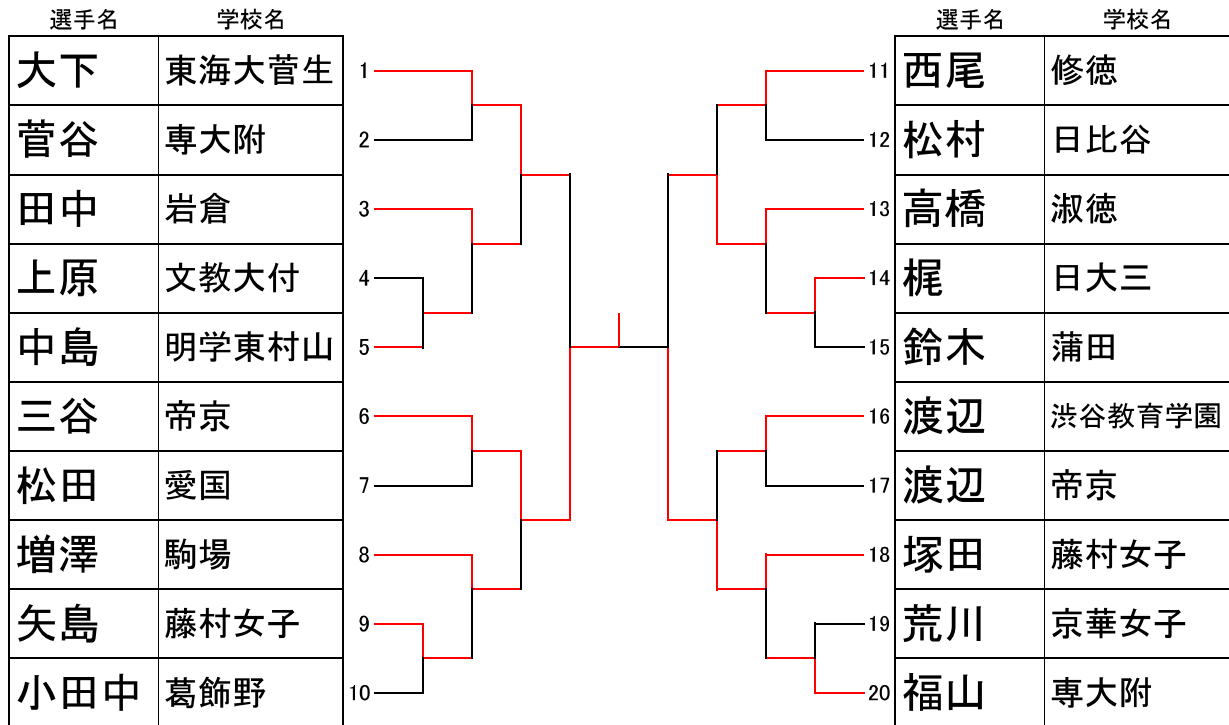 選手名 学校名
大下 東海大菅生 1
菅谷 専大附 2
田中 岩倉 3
上原 文教大付 4
中島 明学東村山 5
三谷 帝京 6
松田 愛国 7
増澤 駒場 8
矢島 藤村女子 9
小田中 葛飾野 10
選手名 学校名
11 西尾 修徳
12 松村 日比谷
13 高橋 淑徳
14 梶 日大三
15 鈴木 蒲田
16 渡辺 渋谷教育学園
17 渡辺 帝京
18 塚田 藤村女子
19 荒川 京華女子
20 福山 専大附